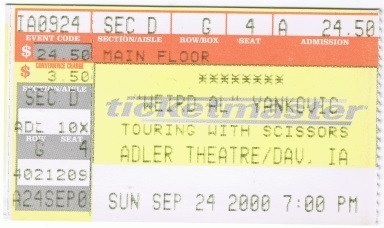 IA0924 SEC D G 4 A 24.50
EVENT CODE SECTION/AISLE ROW/BOX SEAT ADMISSION
$ 24.50 MAIN FLOOR
CONVENIENCE CHARGE
$ 3.50 ********
SECTION/AISLE
SEC D "WEIRD AL" YANKOVIC
ticketmaster
ADL 10X TOURING WITH SCISSORS
ROW SEAT
G 4 ADLER THEATRE/DAV. IA
4021209
A24SEP0 SUN SEP 24 2000 7:00 PM